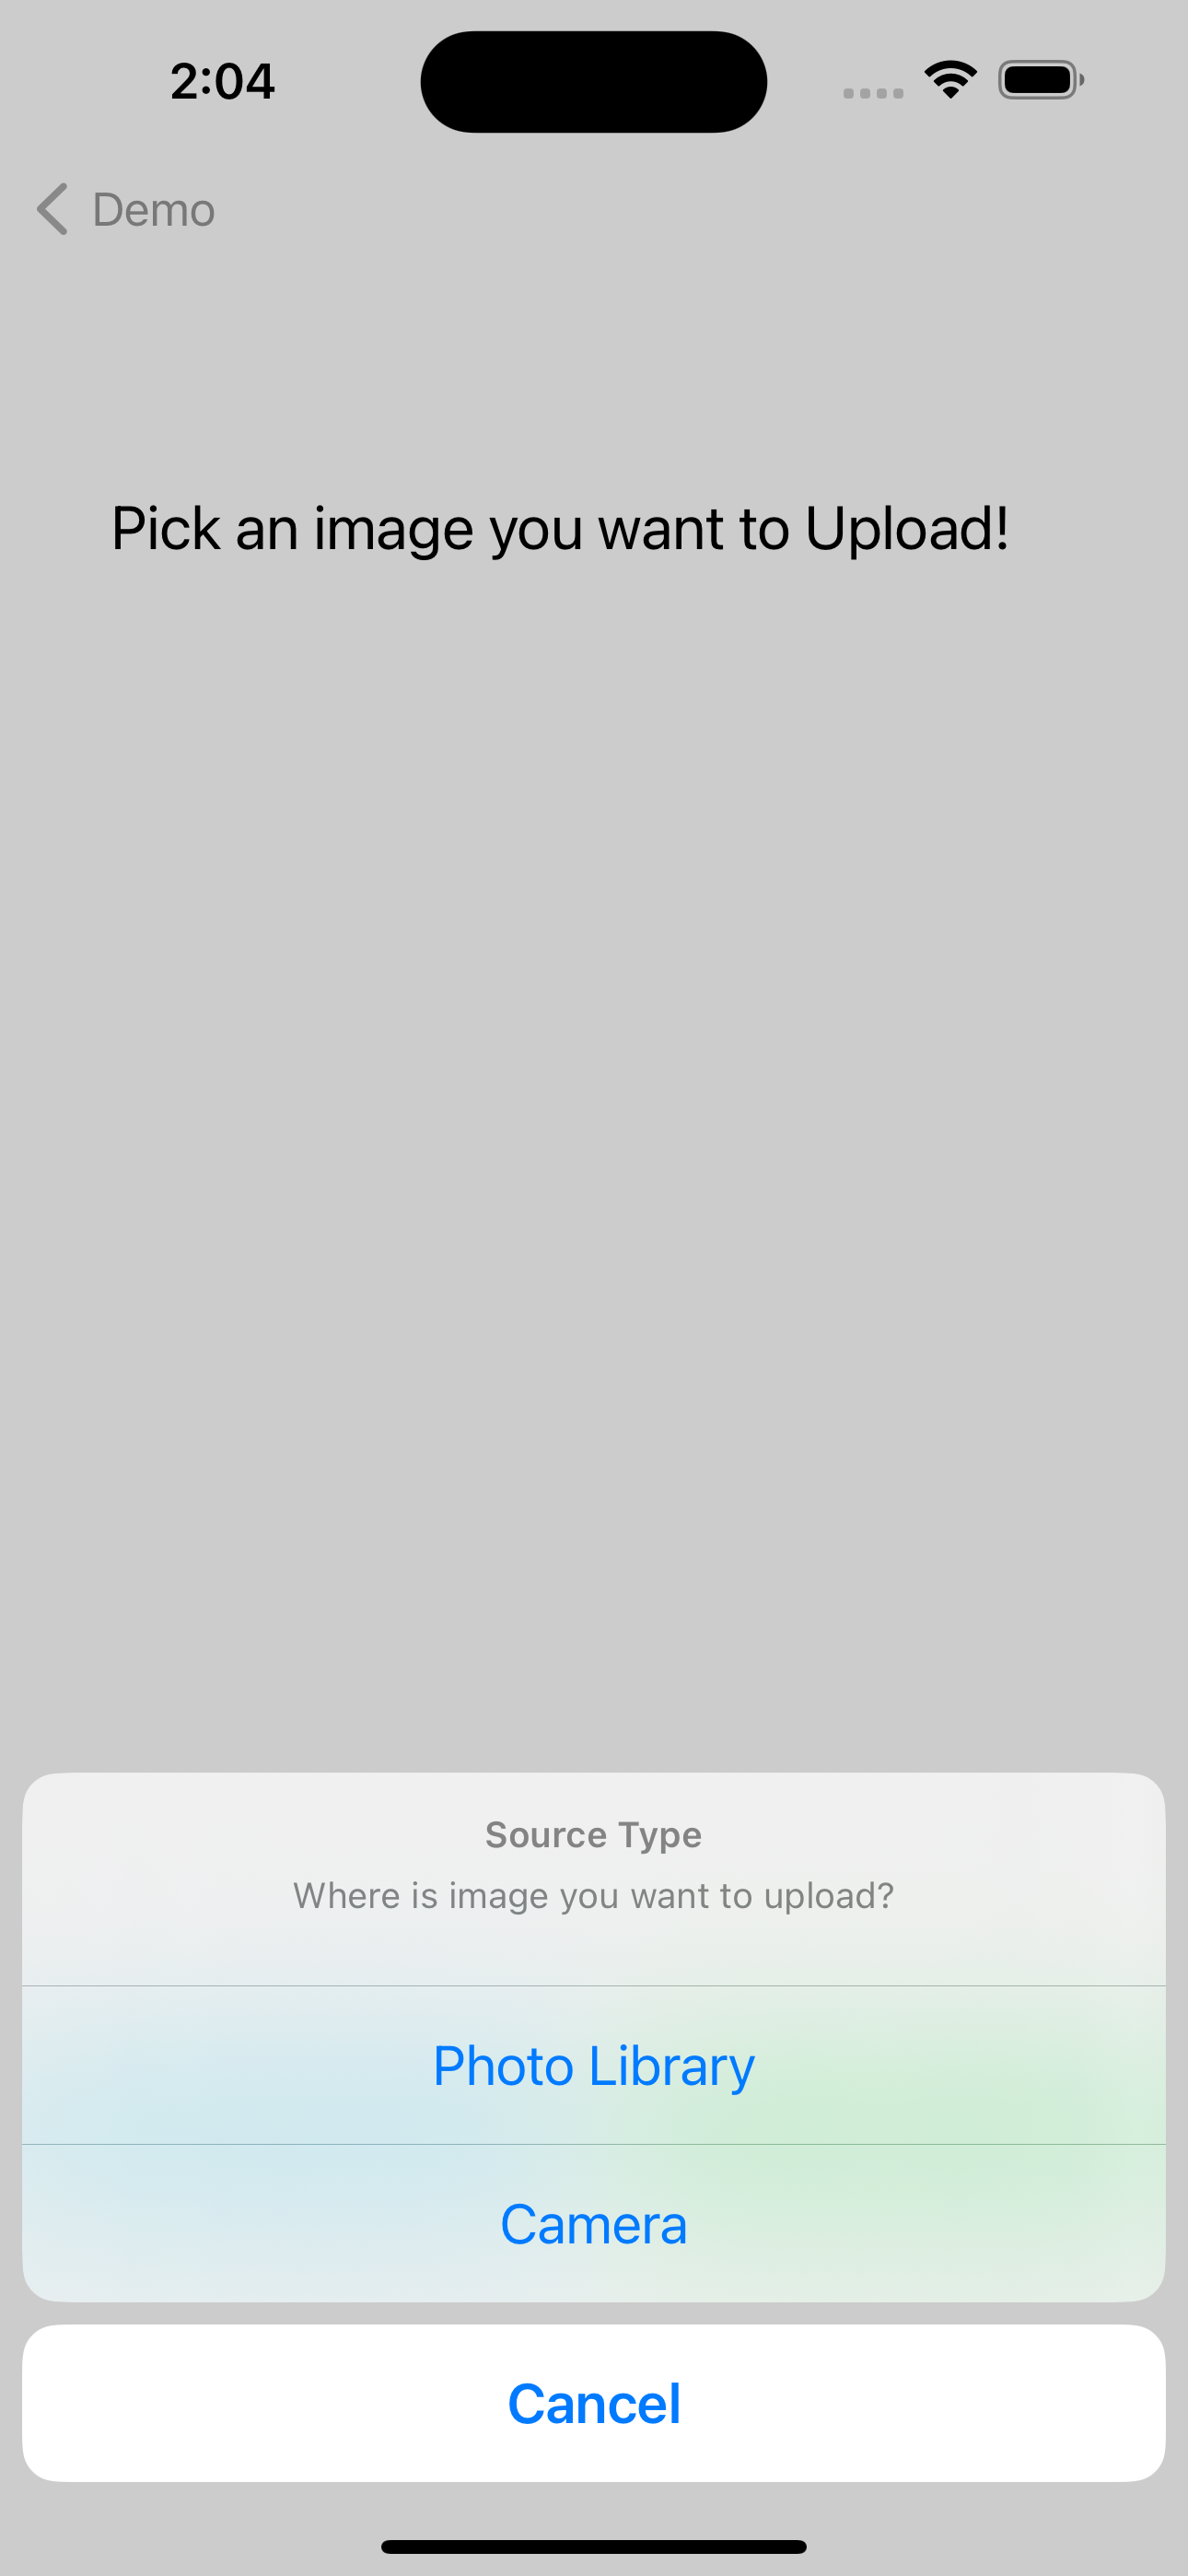 2:04
Demo
Pick an image you want to Upload!
Source Type
Where is image you want to upload?
Photo Library
Camera
Cancel